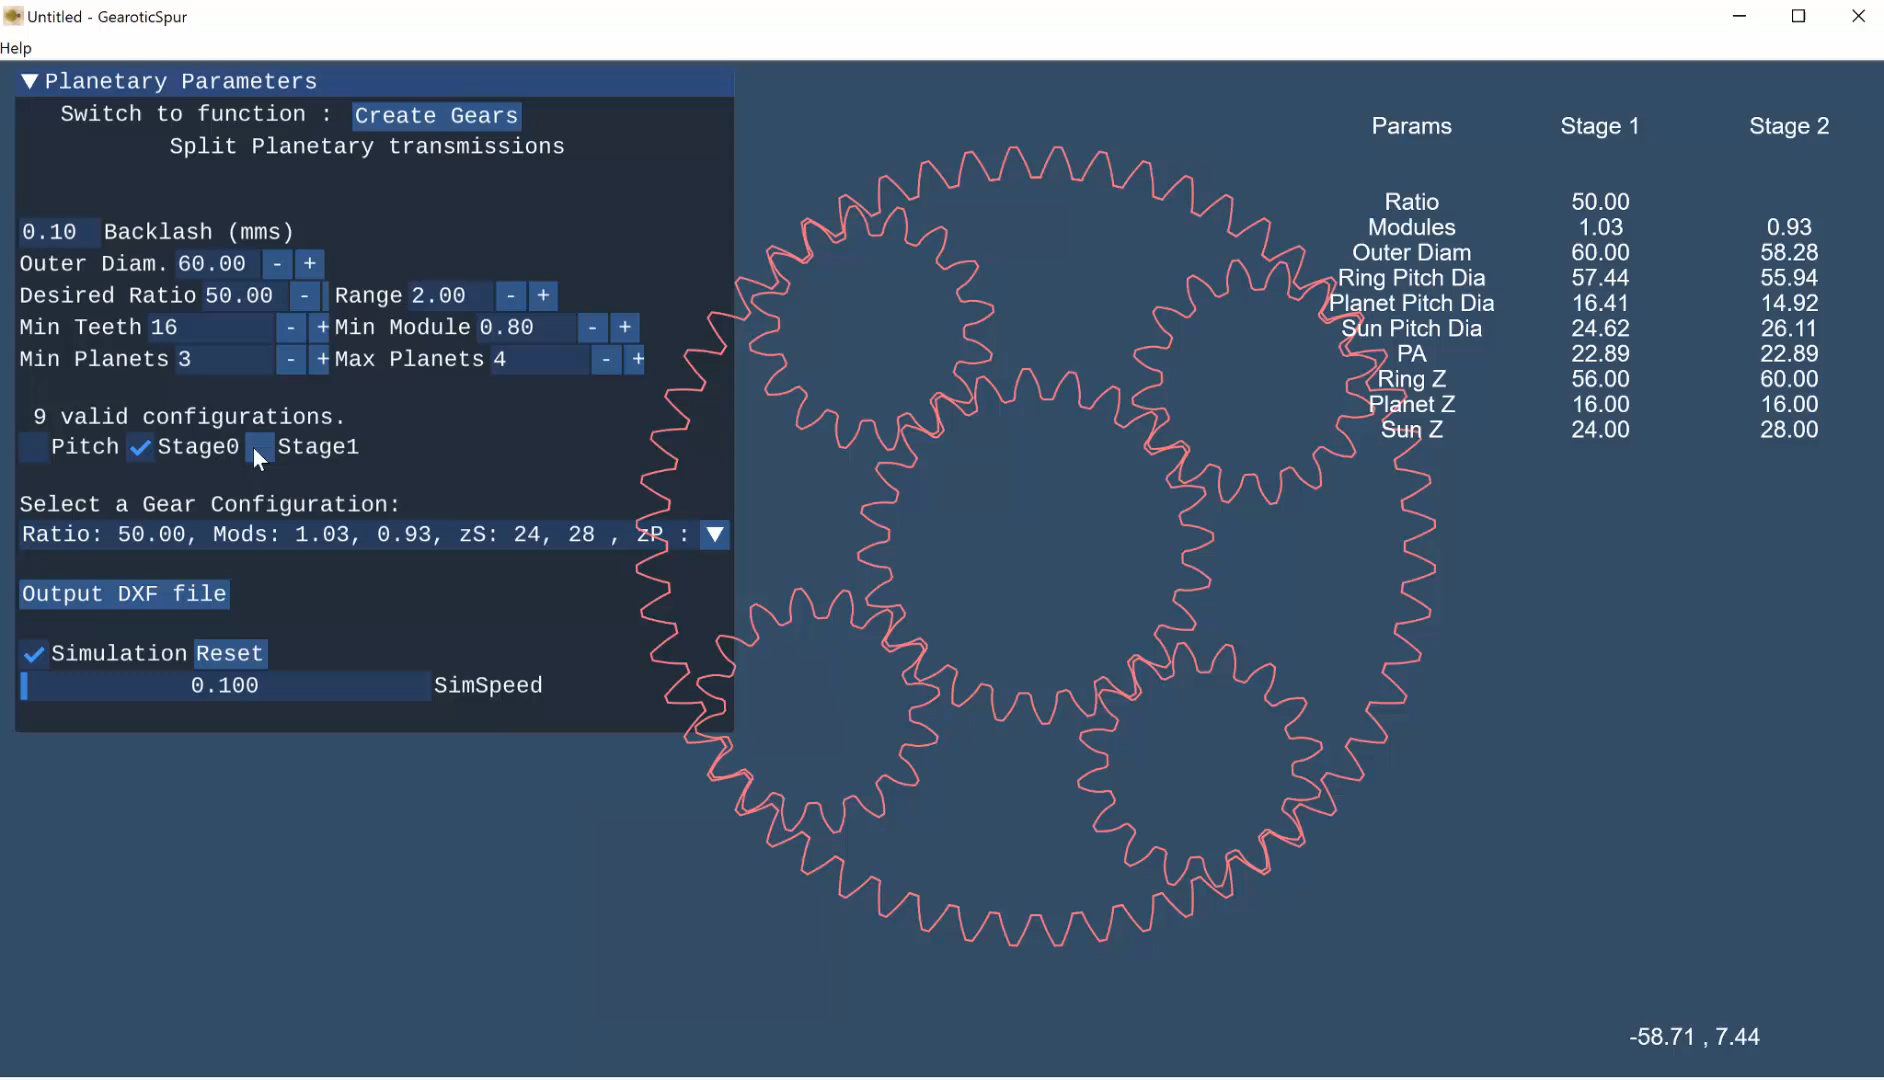 Untitled - GearoticSpur
Help
Planetary Parameters
Switch to function : Create Gears
Split Planetary transmissions
0.10 Backlash (mms)
Outer Diam. 60.00 - +
Desired Ratio 50.00 - Range 2.00 - +
Min Teeth 16 - + Min Module 0.80 - +
Min Planets 3 - + Max Planets 4 - +
9 valid configurations.
Pitch Stage0 Stage1
Select a Gear Configuration:
Ratio: 50.00, Mods: 1.03, 0.93, zS: 24, 28 , zP :
Output DXF file
Simulation Reset
0.100 SimSpeed
Params Stage 1 Stage 2
Ratio 50.00
Modules 1.03 0.93
Outer Diam 60.00 58.28
Ring Pitch Dia 57.44 55.94
Planet Pitch Dia 16.41 14.92
Sun Pitch Dia 24.62 26.11
PA 22.89 22.89
Ring Z 56.00 60.00
Planet Z 16.00 16.00
Sun Z 24.00 28.00
-58.71 , 7.44